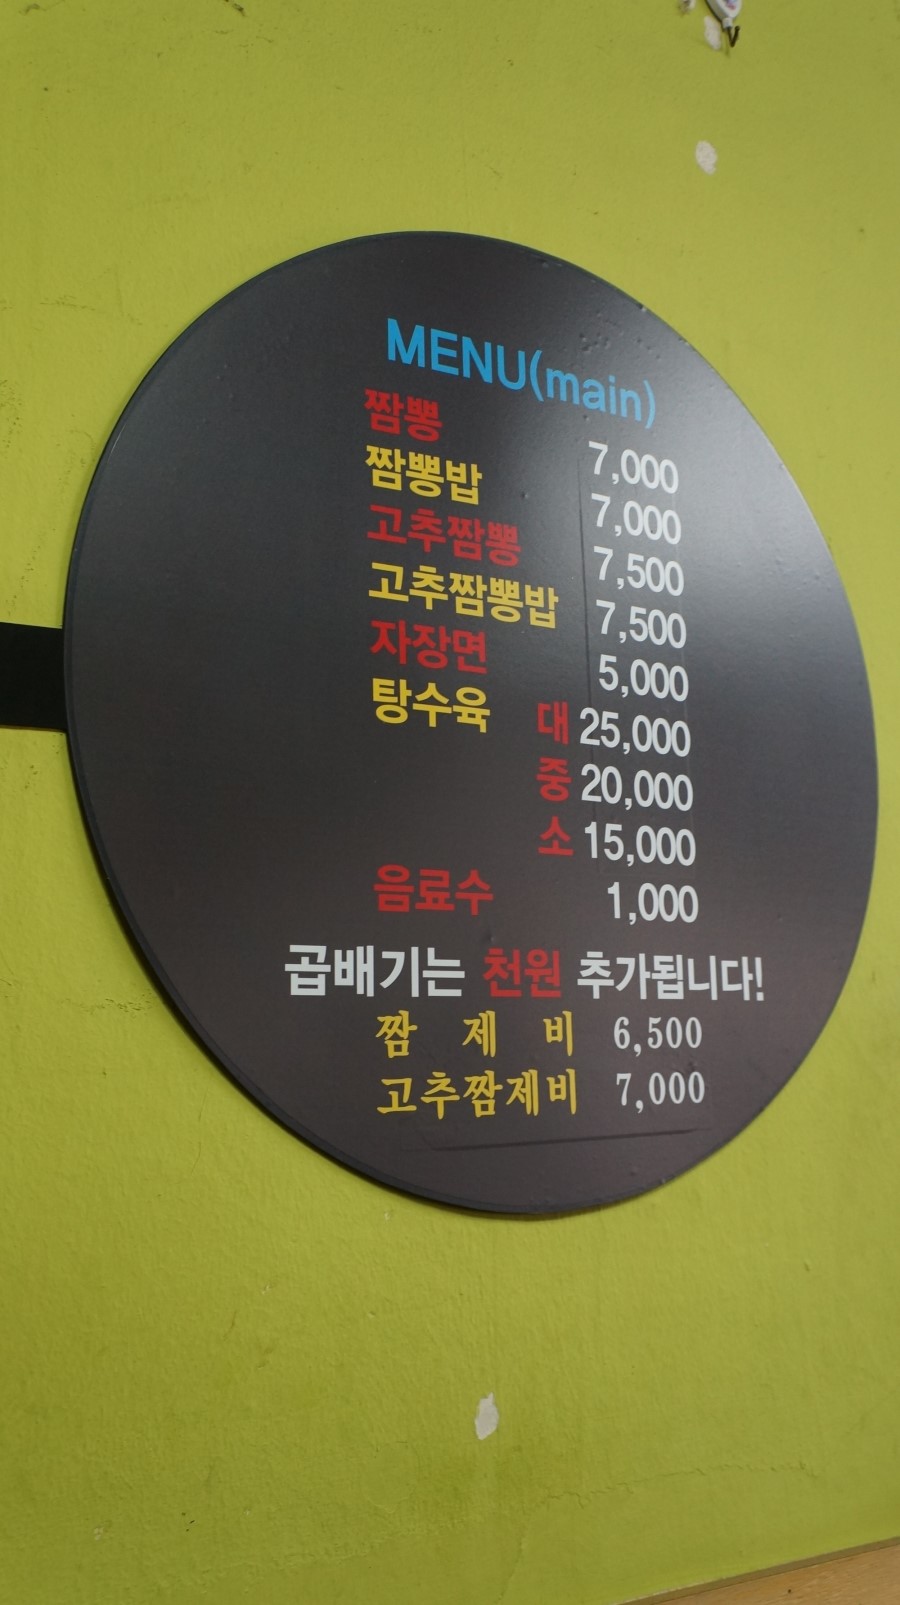 MENU(main)
짬뽕 7,000
짬뽕밥 7,000
고추짬뽕 7,500
고추짬뽕밥 7,500
자장면 5,000
탕수육 대 25,000
중 20,000
소 15,000
음료수 1,000
곱배기는 천원 추가됩니다!
짬 제 비 6,500
고추짬제비 7,000